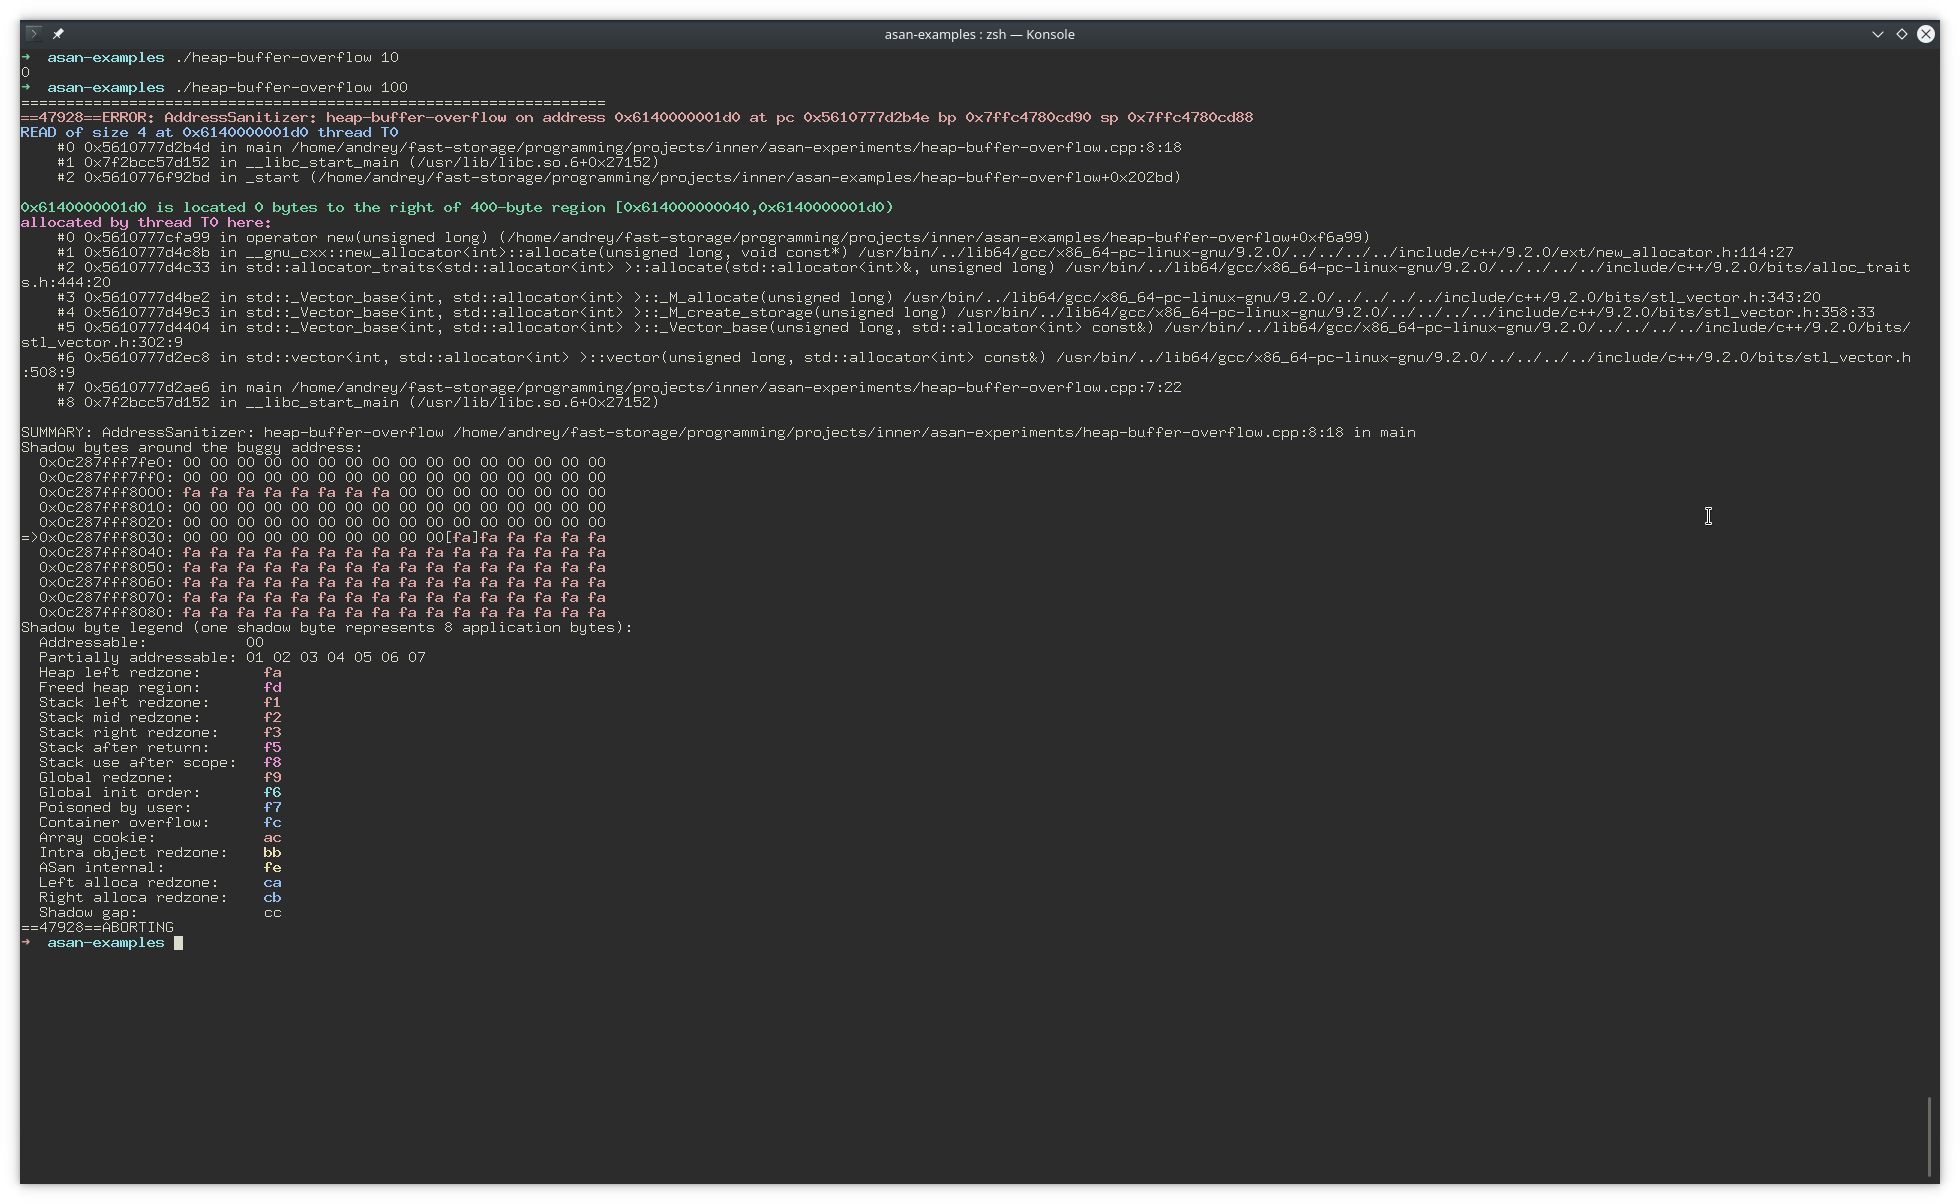 asan-examples : zsh — Konsole
➜  asan-examples ./heap-buffer-overflow 10
0
➜  asan-examples ./heap-buffer-overflow 100
=================================================================
==47928==ERROR: AddressSanitizer: heap-buffer-overflow on address 0x6140000001d0 at pc 0x5610777d2b4e bp 0x7ffc4780cd90 sp 0x7ffc4780cd88
READ of size 4 at 0x6140000001d0 thread T0
    #0 0x5610777d2b4d in main /home/andrey/fast-storage/programming/projects/inner/asan-experiments/heap-buffer-overflow.cpp:8:18
    #1 0x7f2bcc57d152 in __libc_start_main (/usr/lib/libc.so.6+0x27152)
    #2 0x5610776f92bd in _start (/home/andrey/fast-storage/programming/projects/inner/asan-examples/heap-buffer-overflow+0x202bd)

0x6140000001d0 is located 0 bytes to the right of 400-byte region [0x614000000040,0x6140000001d0)
allocated by thread T0 here:
    #0 0x5610777cfa99 in operator new(unsigned long) (/home/andrey/fast-storage/programming/projects/inner/asan-examples/heap-buffer-overflow+0xf6a99)
    #1 0x5610777d4c8b in __gnu_cxx::new_allocator<int>::allocate(unsigned long, void const*) /usr/bin/../lib64/gcc/x86_64-pc-linux-gnu/9.2.0/../../../../include/c++/9.2.0/ext/new_allocator.h:114:27
    #2 0x5610777d4c33 in std::allocator_traits<std::allocator<int> >::allocate(std::allocator<int>&, unsigned long) /usr/bin/../lib64/gcc/x86_64-pc-linux-gnu/9.2.0/../../../../include/c++/9.2.0/bits/alloc_trait
s.h:444:20
    #3 0x5610777d4be2 in std::_Vector_base<int, std::allocator<int> >::_M_allocate(unsigned long) /usr/bin/../lib64/gcc/x86_64-pc-linux-gnu/9.2.0/../../../../include/c++/9.2.0/bits/stl_vector.h:343:20
    #4 0x5610777d49c3 in std::_Vector_base<int, std::allocator<int> >::_M_create_storage(unsigned long) /usr/bin/../lib64/gcc/x86_64-pc-linux-gnu/9.2.0/../../../../include/c++/9.2.0/bits/stl_vector.h:358:33
    #5 0x5610777d4404 in std::_Vector_base<int, std::allocator<int> >::_Vector_base(unsigned long, std::allocator<int> const&) /usr/bin/../lib64/gcc/x86_64-pc-linux-gnu/9.2.0/../../../../include/c++/9.2.0/bits/
stl_vector.h:302:9
    #6 0x5610777d2ec8 in std::vector<int, std::allocator<int> >::vector(unsigned long, std::allocator<int> const&) /usr/bin/../lib64/gcc/x86_64-pc-linux-gnu/9.2.0/../../../../include/c++/9.2.0/bits/stl_vector.h
:508:9
    #7 0x5610777d2ae6 in main /home/andrey/fast-storage/programming/projects/inner/asan-experiments/heap-buffer-overflow.cpp:7:22
    #8 0x7f2bcc57d152 in __libc_start_main (/usr/lib/libc.so.6+0x27152)

SUMMARY: AddressSanitizer: heap-buffer-overflow /home/andrey/fast-storage/programming/projects/inner/asan-experiments/heap-buffer-overflow.cpp:8:18 in main
Shadow bytes around the buggy address:
  0x0c287fff7fe0: 00 00 00 00 00 00 00 00 00 00 00 00 00 00 00 00
  0x0c287fff7ff0: 00 00 00 00 00 00 00 00 00 00 00 00 00 00 00 00
  0x0c287fff8000: fa fa fa fa fa fa fa fa 00 00 00 00 00 00 00 00
  0x0c287fff8010: 00 00 00 00 00 00 00 00 00 00 00 00 00 00 00 00
  0x0c287fff8020: 00 00 00 00 00 00 00 00 00 00 00 00 00 00 00 00
=>0x0c287fff8030: 00 00 00 00 00 00 00 00 00 00[fa]fa fa fa fa fa
  0x0c287fff8040: fa fa fa fa fa fa fa fa fa fa fa fa fa fa fa fa
  0x0c287fff8050: fa fa fa fa fa fa fa fa fa fa fa fa fa fa fa fa
  0x0c287fff8060: fa fa fa fa fa fa fa fa fa fa fa fa fa fa fa fa
  0x0c287fff8070: fa fa fa fa fa fa fa fa fa fa fa fa fa fa fa fa
  0x0c287fff8080: fa fa fa fa fa fa fa fa fa fa fa fa fa fa fa fa
Shadow byte legend (one shadow byte represents 8 application bytes):
  Addressable:           00
  Partially addressable: 01 02 03 04 05 06 07
  Heap left redzone:       fa
  Freed heap region:       fd
  Stack left redzone:      f1
  Stack mid redzone:       f2
  Stack right redzone:     f3
  Stack after return:      f5
  Stack use after scope:   f8
  Global redzone:          f9
  Global init order:       f6
  Poisoned by user:        f7
  Container overflow:      fc
  Array cookie:            ac
  Intra object redzone:    bb
  ASan internal:           fe
  Left alloca redzone:     ca
  Right alloca redzone:    cb
  Shadow gap:              cc
==47928==ABORTING
➜  asan-examples